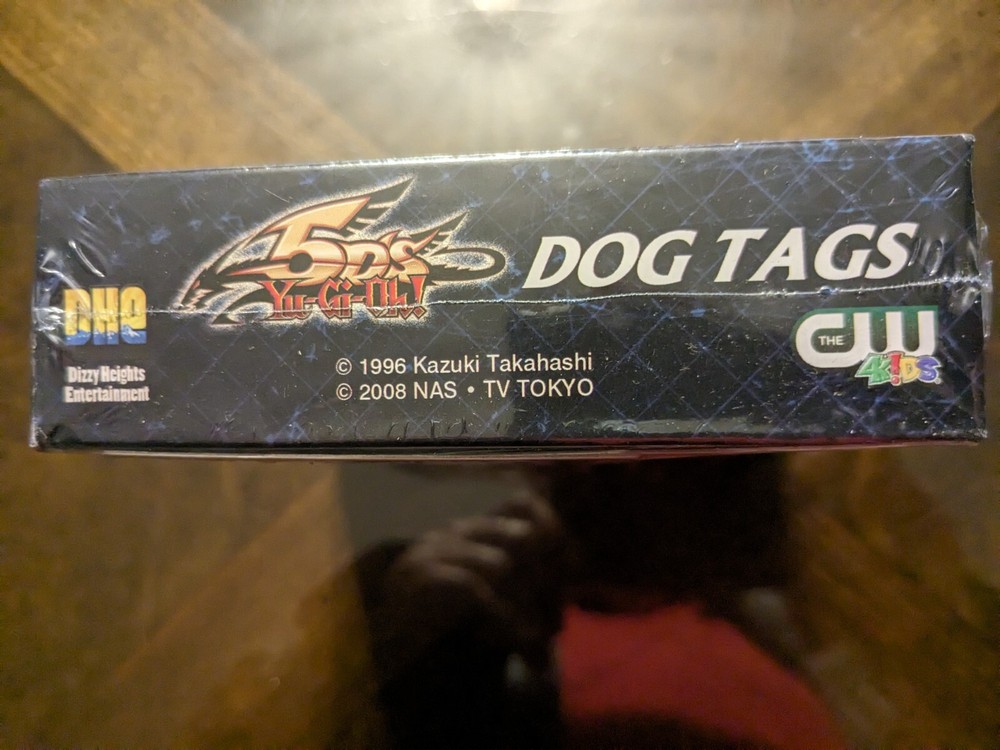 5D's
Yu-Gi-Oh!
DOG TAGS
DHQ
Dizzy Heights
Entertainment
© 1996 Kazuki Takahashi
© 2008 NAS • TV TOKYO
THE CW
4KIDS